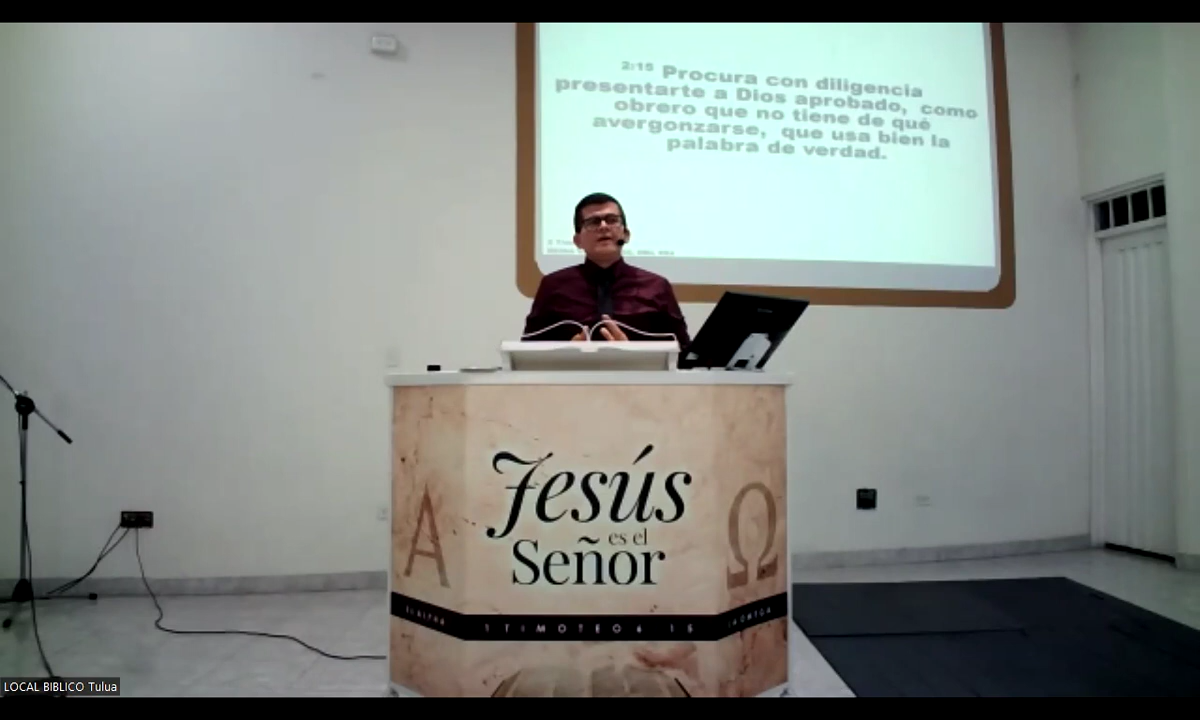 2:15 Procura con diligencia
presentarte a Dios aprobado, como
obrero que no tiene de qué
avergonzarse, que usa bien la
palabra de verdad.
Jesús
es el
Señor
A
Ω
1 TIMOTEO 6 15
LOCAL BIBLICO Tulua